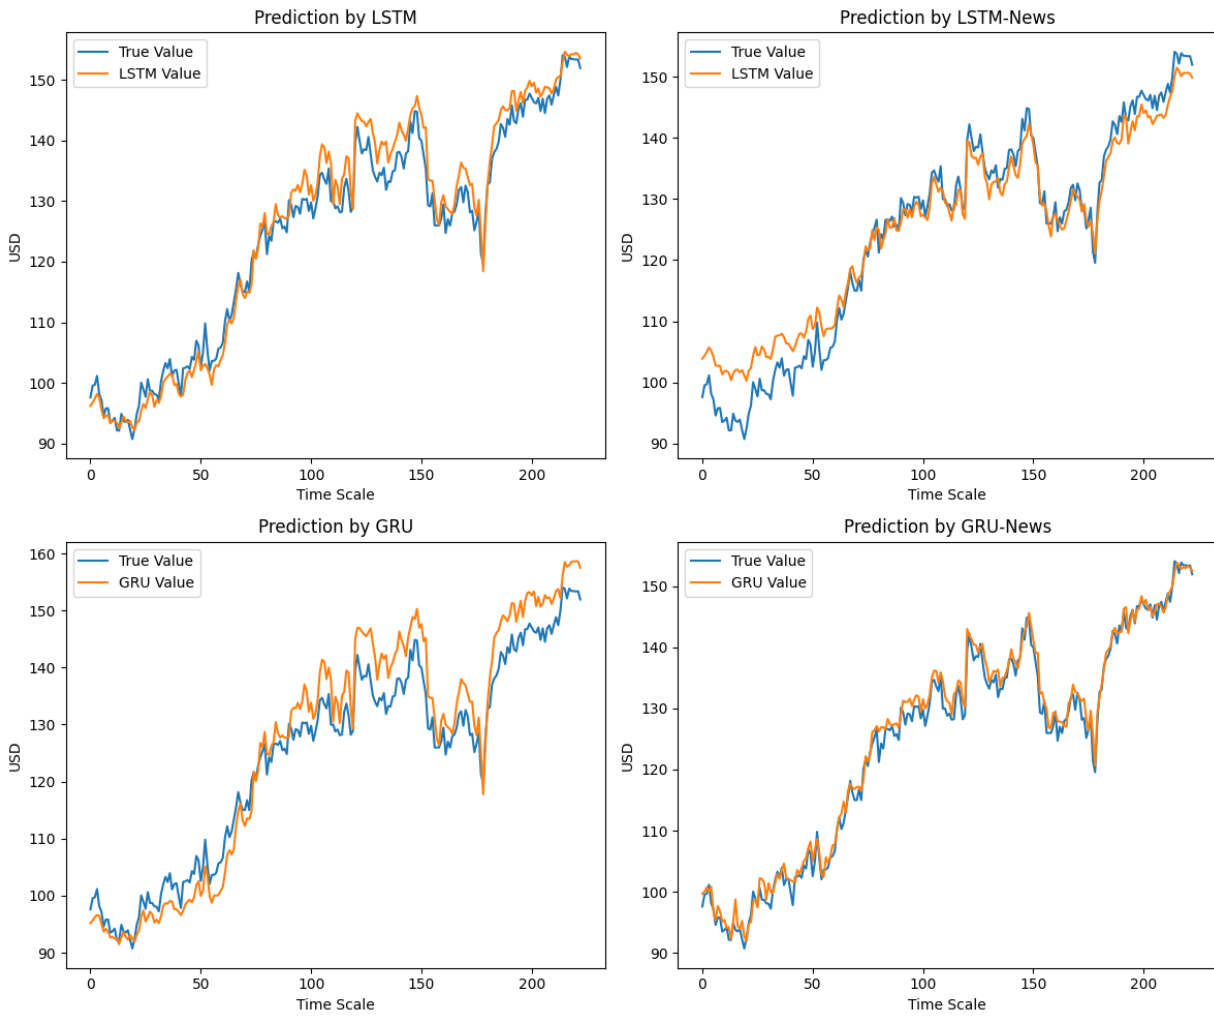 Prediction by LSTM
True Value
LSTM Value
150
140
130
120
110
100
90
USD
0 50 100 150 200
Time Scale
Prediction by LSTM-News
True Value
LSTM Value
150
140
130
120
110
100
90
USD
0 50 100 150 200
Time Scale
Prediction by GRU
True Value
GRU Value
160
150
140
130
120
110
100
90
USD
0 50 100 150 200
Time Scale
Prediction by GRU-News
True Value
GRU Value
150
140
130
120
110
100
90
USD
0 50 100 150 200
Time Scale